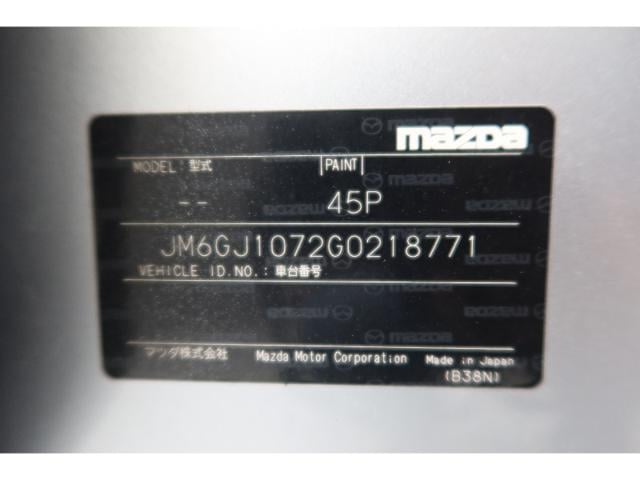 mazda
MODEL 型式 PAINT
-- 45P
JM6GJ1072G0218771
VEHICLE ID.NO.: 車台番号
マツダ株式会社 Mazda Motor Corporation Made in Japan
(B38N)